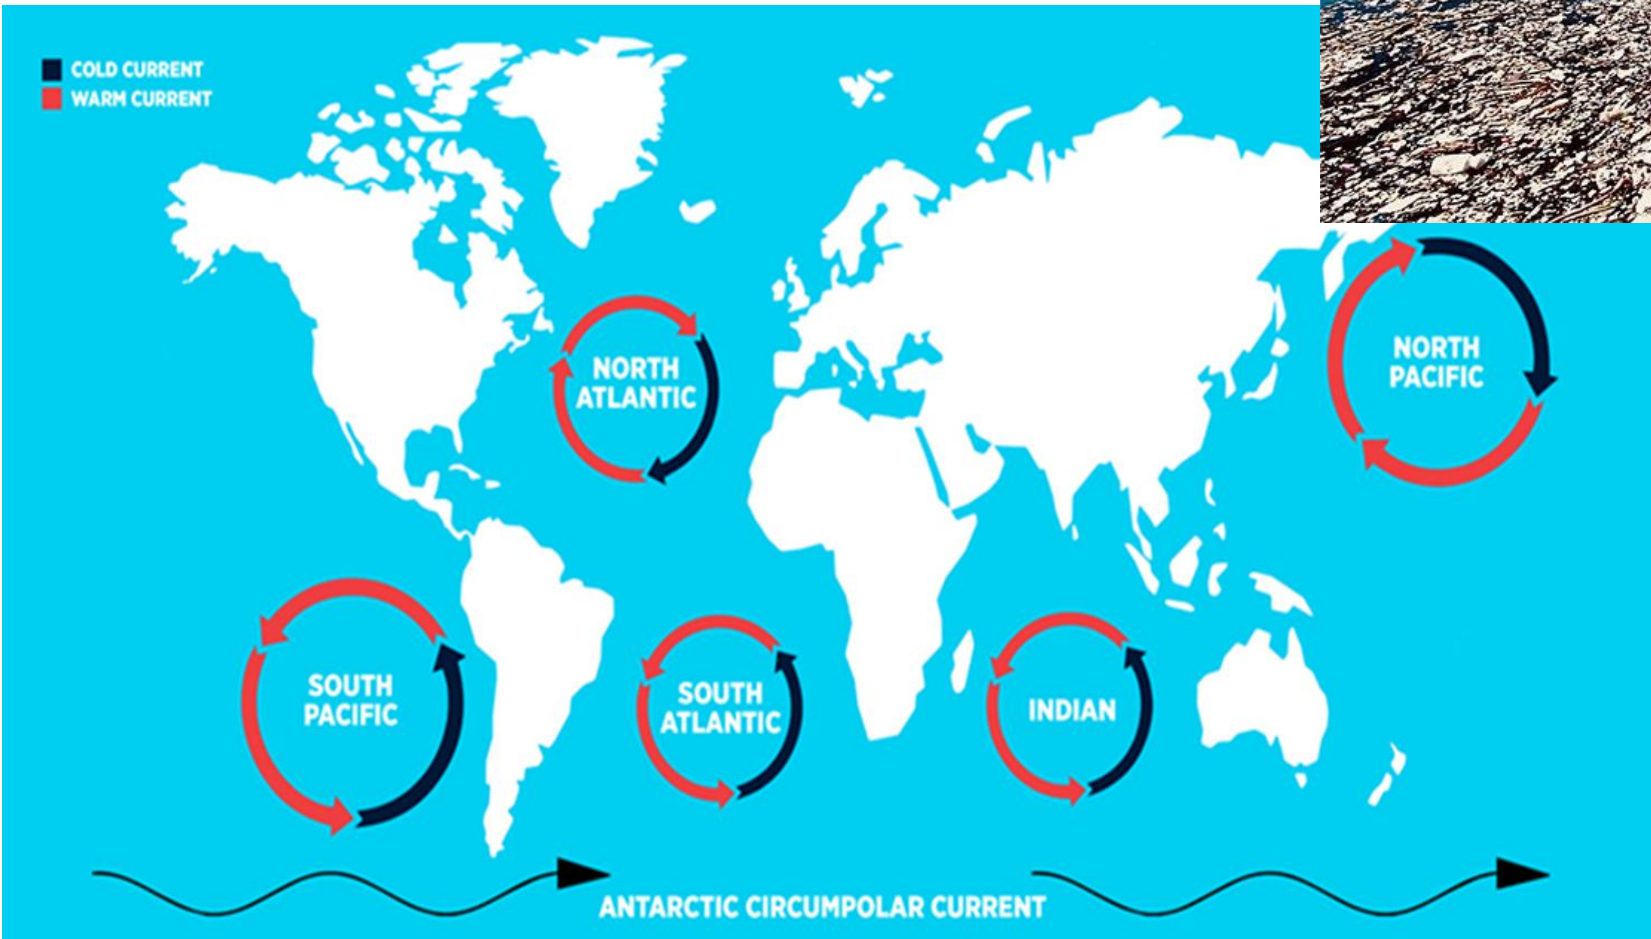 COLD CURRENT
WARM CURRENT
NORTH
ATLANTIC
NORTH
PACIFIC
SOUTH
PACIFIC
SOUTH
ATLANTIC
INDIAN
ANTARCTIC CIRCUMPOLAR CURRENT